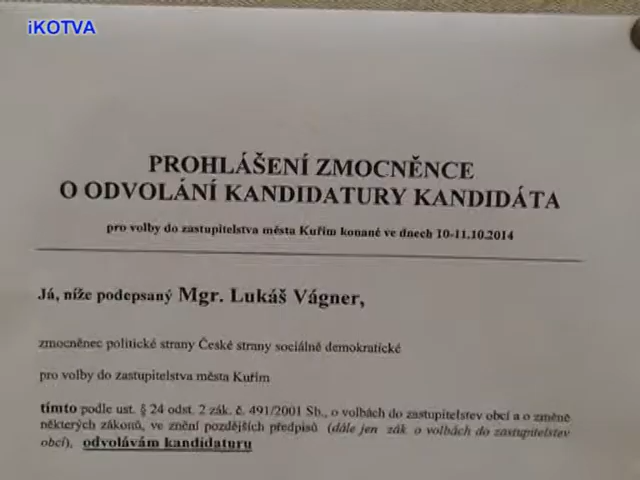 iKOTVA
PROHLÁŠENÍ ZMOCNĚNCE
O ODVOLÁNÍ KANDIDATURY KANDIDÁTA
pro volby do zastupitelstva města Kuřim konané ve dnech 10-11.10.2014
Já, níže podepsaný Mgr. Lukáš Vágner,
zmocněnec politické strany České strany sociálně demokratické
pro volby do zastupitelstva města Kuřim
tímto podle ust. § 24 odst. 2 zák. č. 491/2001 Sb., o volbách do zastupitelstev obcí a o změně
některých zákonů, ve znění pozdějších předpisů (dále jen zák. o volbách do zastupitelstev
obcí), odvolávám kandidaturu